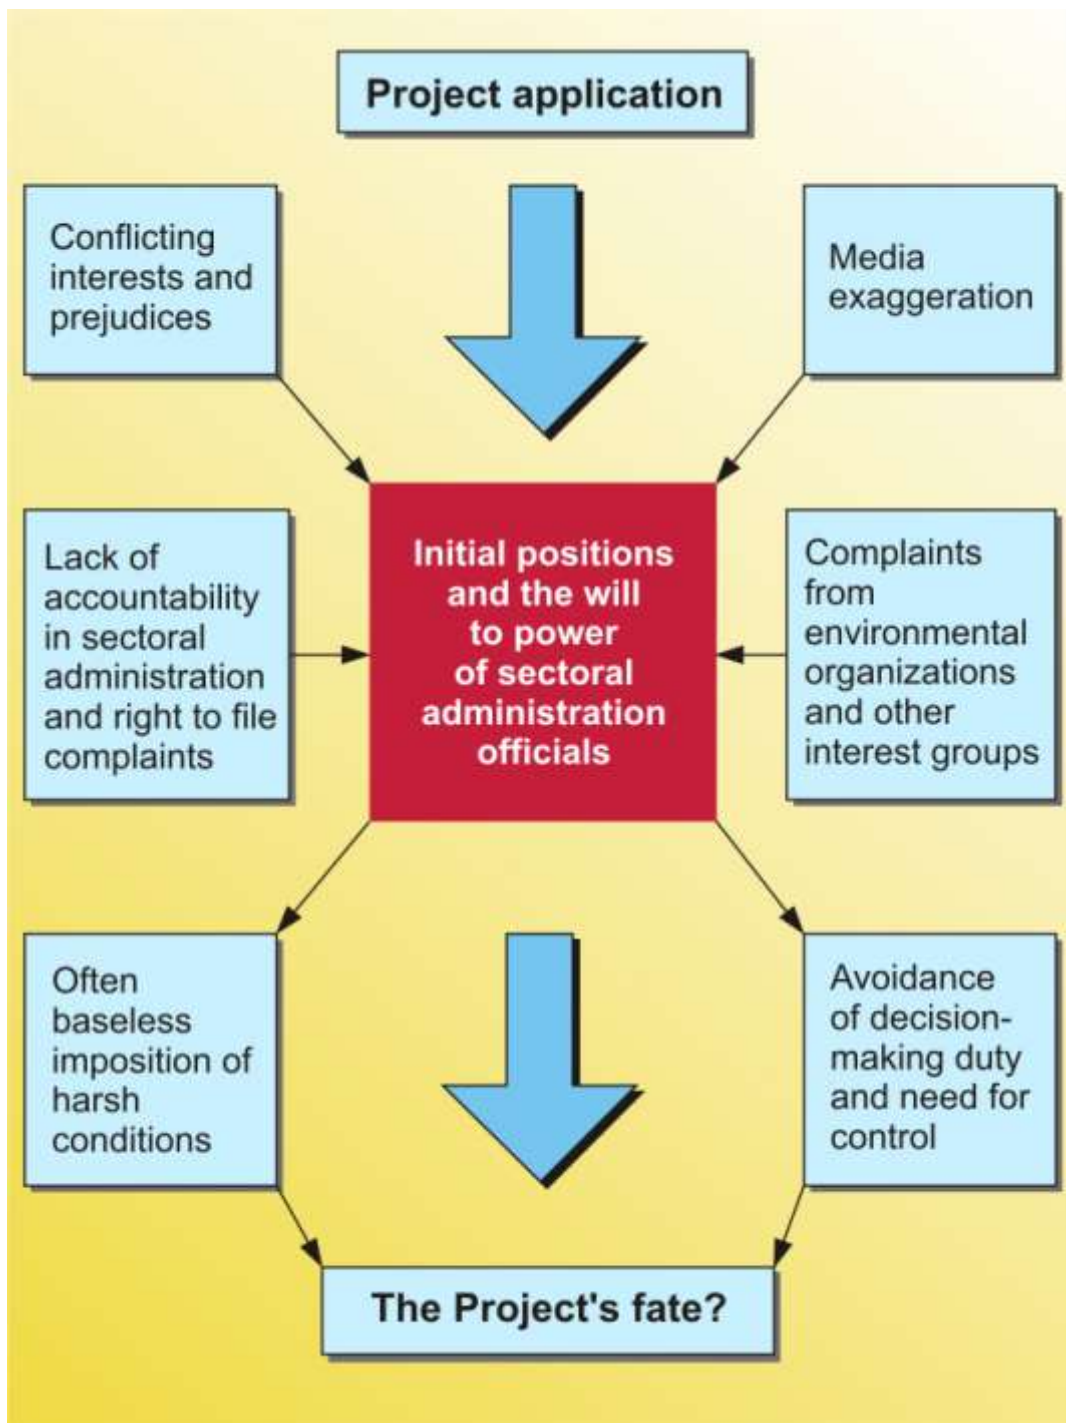 Project application
Conflicting
interests and
prejudices
Media
exaggeration
Lack of
accountability
in sectoral
administration
and right to file
complaints
Initial positions
and the will
to power
of sectoral
administration
officials
Complaints
from
environmental
organizations
and other
interest groups
Often
baseless
imposition of
harsh
conditions
Avoidance
of decision-
making duty
and need for
control
The Project's fate?